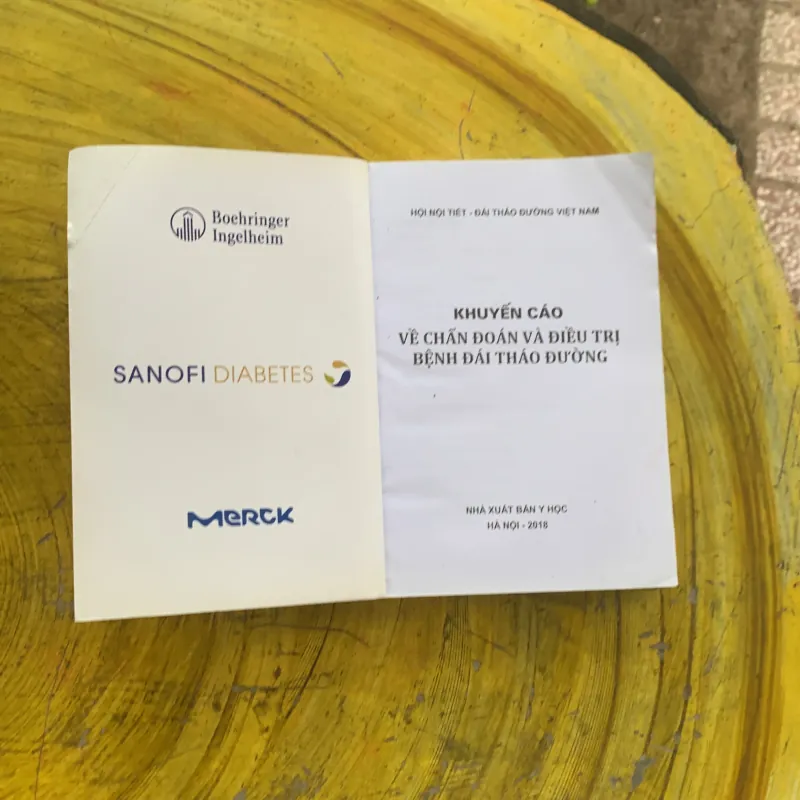 Boehringer
Ingelheim
SANOFI DIABETES
MERCK
HỘI NỘI TIẾT - ĐÁI THÁO ĐƯỜNG VIỆT NAM
KHUYẾN CÁO
VỀ CHẨN ĐOÁN VÀ ĐIỀU TRỊ
BỆNH ĐÁI THÁO ĐƯỜNG
NHÀ XUẤT BẢN Y HỌC
HÀ NỘI - 2018